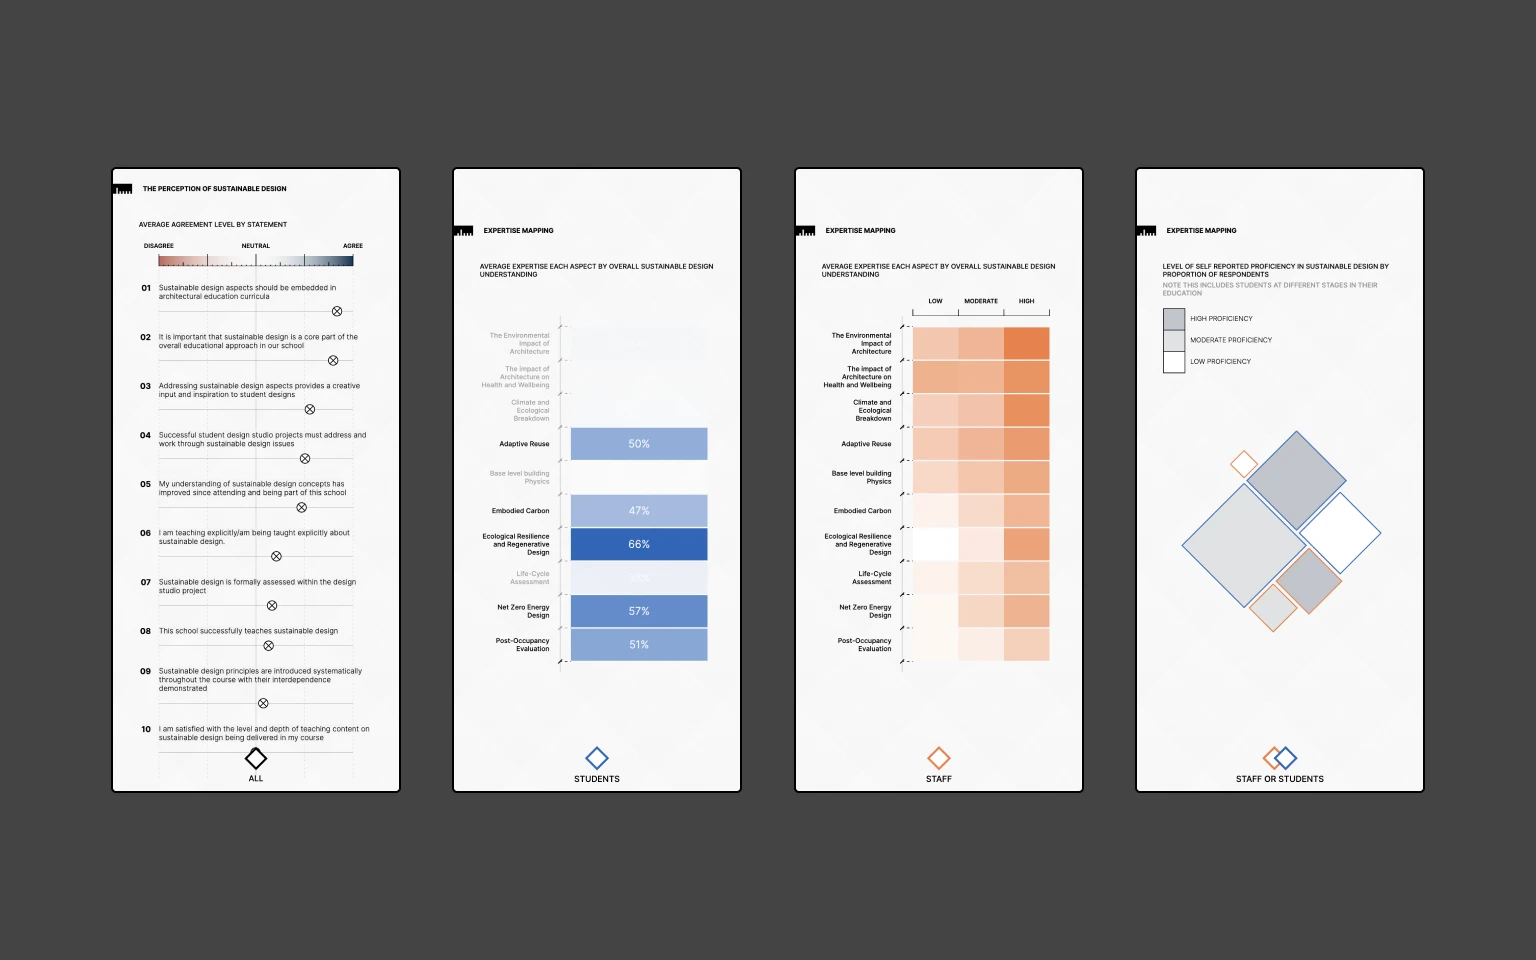 THE PERCEPTION OF SUSTAINABLE DESIGN
AVERAGE AGREEMENT LEVEL BY STATEMENT
DISAGREE NEUTRAL AGREE
01 Sustainable design aspects should be embedded in
architectural education curricula
02 It is important that sustainable design is a core part of the
overall educational approach in our school
03 Addressing sustainable design aspects provides a creative
input and inspiration to student designs
04 Successful student design studio projects must address and
work through sustainable design issues
05 My understanding of sustainable design concepts has
improved since attending and being part of this school
06 I am teaching explicitly/am being taught explicitly about
sustainable design.
07 Sustainable design is formally assessed within the design
studio project
08 This school successfully teaches sustainable design
09 Sustainable design principles are introduced systematically
throughout the course with their interdependence
demonstrated
10 I am satisfied with the level and depth of teaching content on
sustainable design being delivered in my course
ALL
EXPERTISE MAPPING
AVERAGE EXPERTISE EACH ASPECT BY OVERALL SUSTAINABLE DESIGN
UNDERSTANDING
The Environmental
Impact of
Architecture
The impact of
Architecture on
Health and Wellbeing
Climate and
Ecological
Breakdown
Adaptive Reuse 50%
Base level building
Physics
Embodied Carbon 47%
Ecological Resilience
and Regenerative 66%
Design
Life-Cycle
Assessment
Net Zero Energy 57%
Design
Post-Occupancy 51%
Evaluation
STUDENTS
EXPERTISE MAPPING
AVERAGE EXPERTISE EACH ASPECT BY OVERALL SUSTAINABLE DESIGN
UNDERSTANDING
LOW MODERATE HIGH
The Environmental
Impact of
Architecture
The impact of
Architecture on
Health and Wellbeing
Climate and
Ecological
Breakdown
Adaptive Reuse
Base level building
Physics
Embodied Carbon
Ecological Resilience
and Regenerative
Design
Life-Cycle
Assessment
Net Zero Energy
Design
Post-Occupancy
Evaluation
STAFF
EXPERTISE MAPPING
LEVEL OF SELF REPORTED PROFICIENCY IN SUSTAINABLE DESIGN BY
PROPORTION OF RESPONDENTS
NOTE THIS INCLUDES STUDENTS AT DIFFERENT STAGES IN THEIR
EDUCATION
HIGH PROFICIENCY
MODERATE PROFICIENCY
LOW PROFICIENCY
STAFF OR STUDENTS